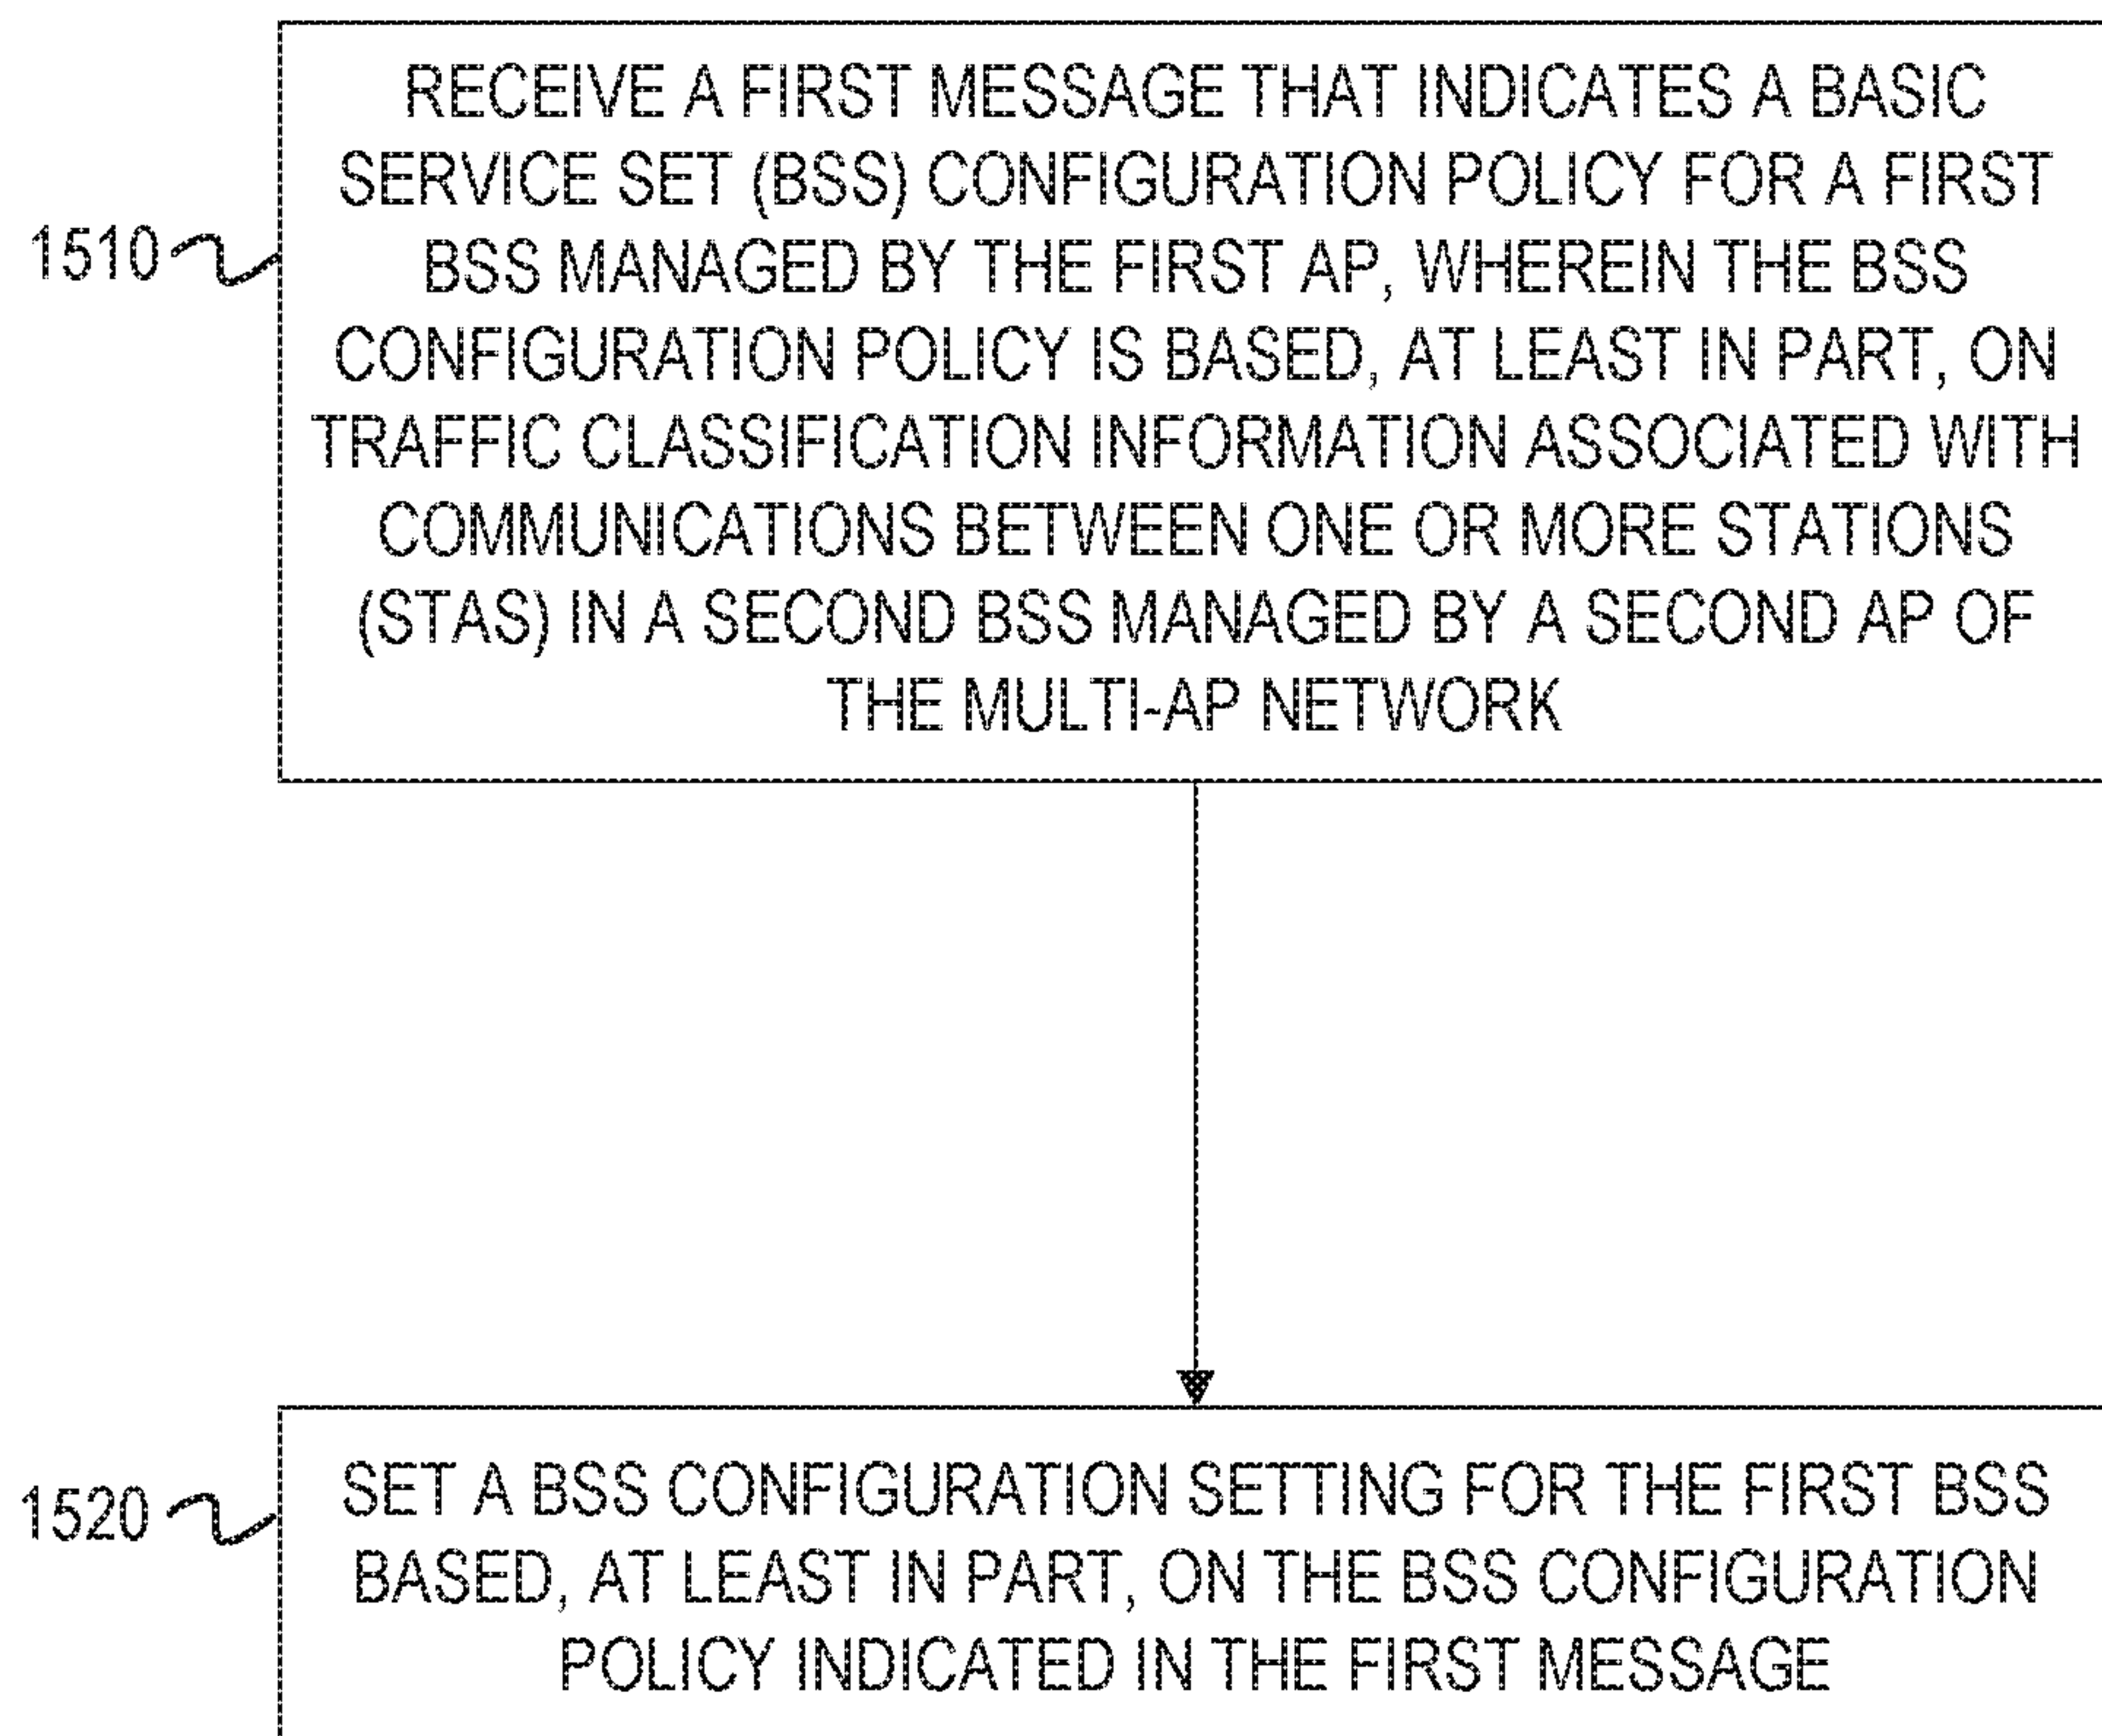 RECEIVE A FIRST MESSAGE THAT INDICATES A BASIC
SERVICE SET (BSS) CONFIGURATION POLICY FOR A FIRST
1510
BSS MANAGED BY THE FIRST AP, WHEREIN THE BSS
CONFIGURATION POLICY IS BASED, AT LEAST IN PART, ON
TRAFFIC CLASSIFICATION INFORMATION ASSOCIATED WITH
COMMUNICATIONS BETWEEN ONE OR MORE STATIONS
(STAS) IN A SECOND BSS MANAGED BY A SECOND AP OF
THE MULTI-AP NETWORK
1520
SET A BSS CONFIGURATION SETTING FOR THE FIRST BSS
BASED, AT LEAST IN PART, ON THE BSS CONFIGURATION
POLICY INDICATED IN THE FIRST MESSAGE